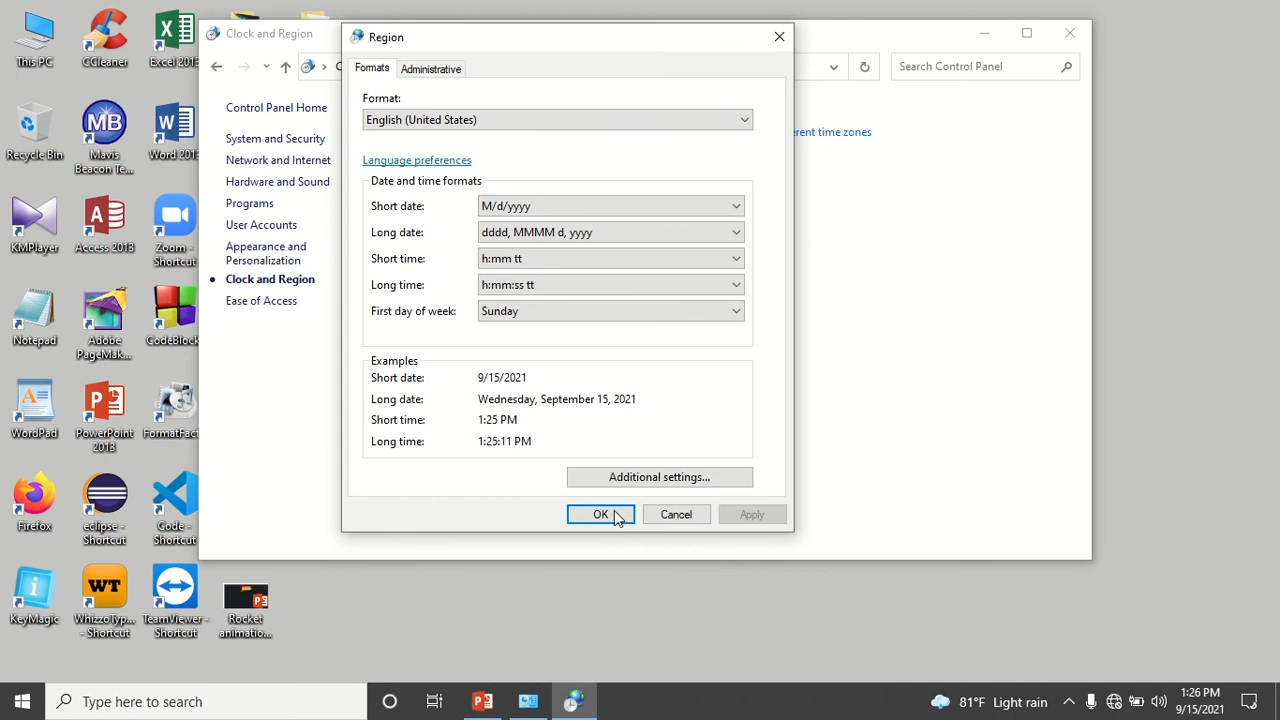 This PC
CCleaner
Excel 2013
Recycle Bin
Mavis
Beacon Te...
Word 2013
KMPlayer
Access 2013
Zoom -
Shortcut
Notepad
Adobe
PageMak...
CodeBlock
WordPad
PowerPoint
2013
FormatFact
Firefox
eclipse -
Shortcut
Code -
Shortcut
KeyMagic
WT
WhizzoTyp...
- Shortcut
TeamViewer -
Shortcut
Rocket
animatio...
MB
Clock and Region
Search Control Panel
Control Panel Home
System and Security
Network and Internet
Hardware and Sound
Programs
User Accounts
Appearance and
Personalization
Clock and Region
Ease of Access
erent time zones
Region
Formats
Administrative
Format:
English (United States)
Language preferences
Date and time formats
Short date: M/d/yyyy
Long date: dddd, MMMM d, yyyy
Short time: h:mm tt
Long time: h:mm:ss tt
First day of week: Sunday
Examples
Short date: 9/15/2021
Long date: Wednesday, September 15, 2021
Short time: 1:25 PM
Long time: 1:25:11 PM
Additional settings...
OK
Cancel
Apply
Type here to search
81°F Light rain
1:26 PM
9/15/2021